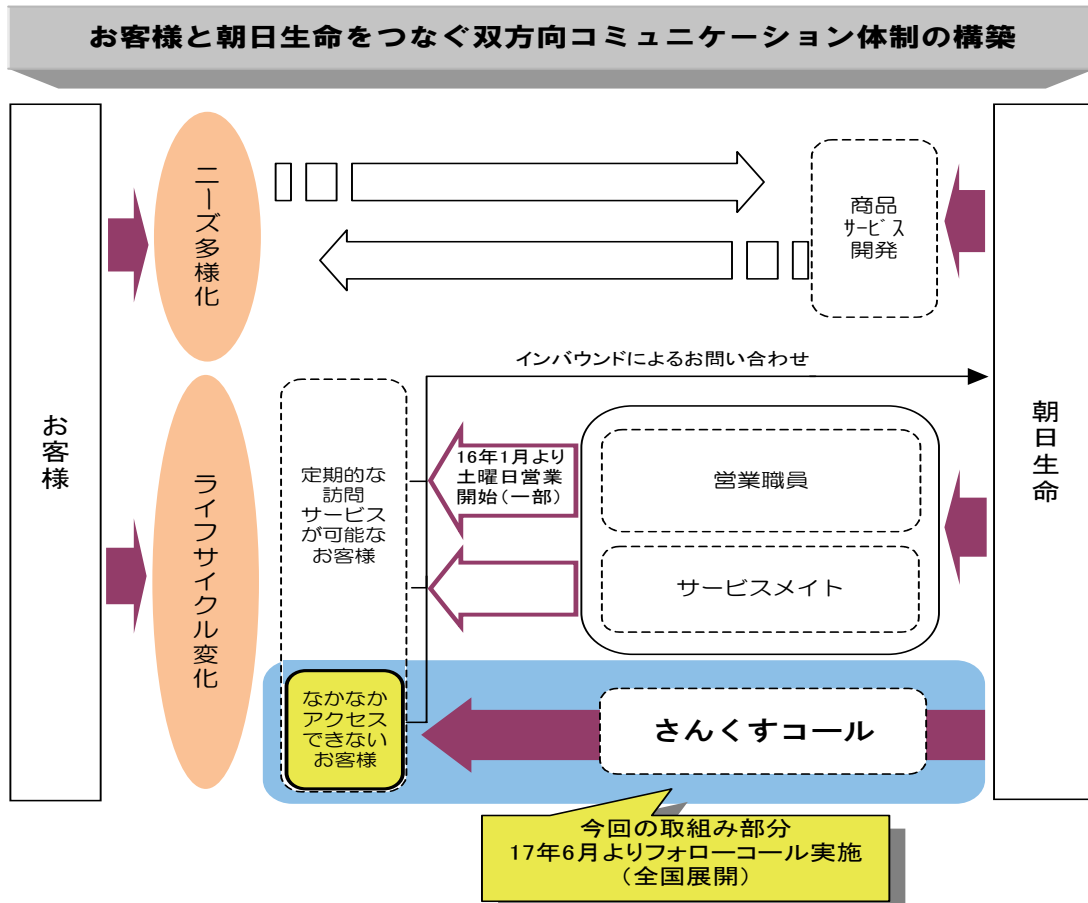 お客様と朝日生命をつなぐ双方向コミュニケーション体制の構築
お客様
ニーズ多様化
商品
ｻｰﾋﾞｽ
開発
朝日生命
インバウンドによるお問い合わせ
ライフサイクル変化
定期的な
訪問
サービス
が可能な
お客様
16年1月より
土曜日営業
開始(一部)
営業職員
サービスメイト
なかなか
アクセス
できない
お客様
さんくすコール
今回の取組み部分
17年6月よりフォローコール実施
(全国展開)